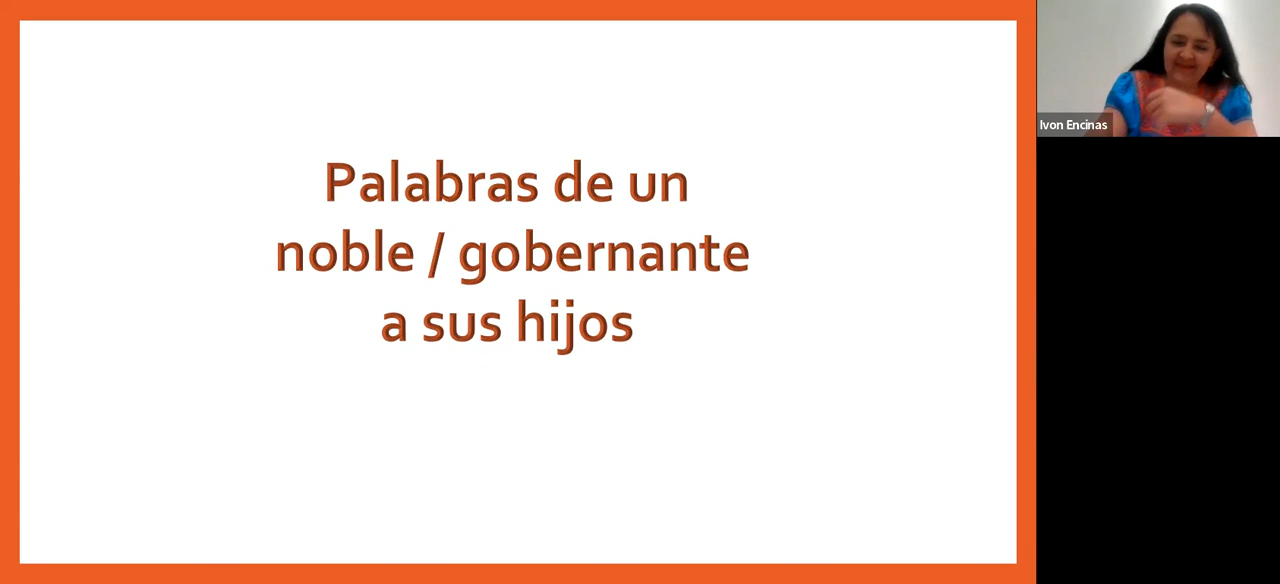 Palabras de un
noble / gobernante
a sus hijos
Ivon Encinas